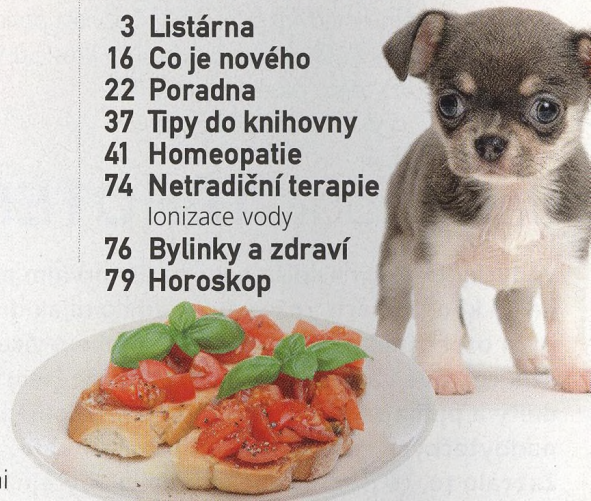 3 Listárna
16 Co je nového
22 Poradna
37 Tipy do knihovny
41 Homeopatie
74 Netradiční terapie
Ionizace vody
76 Bylinky a zdraví
79 Horoskop